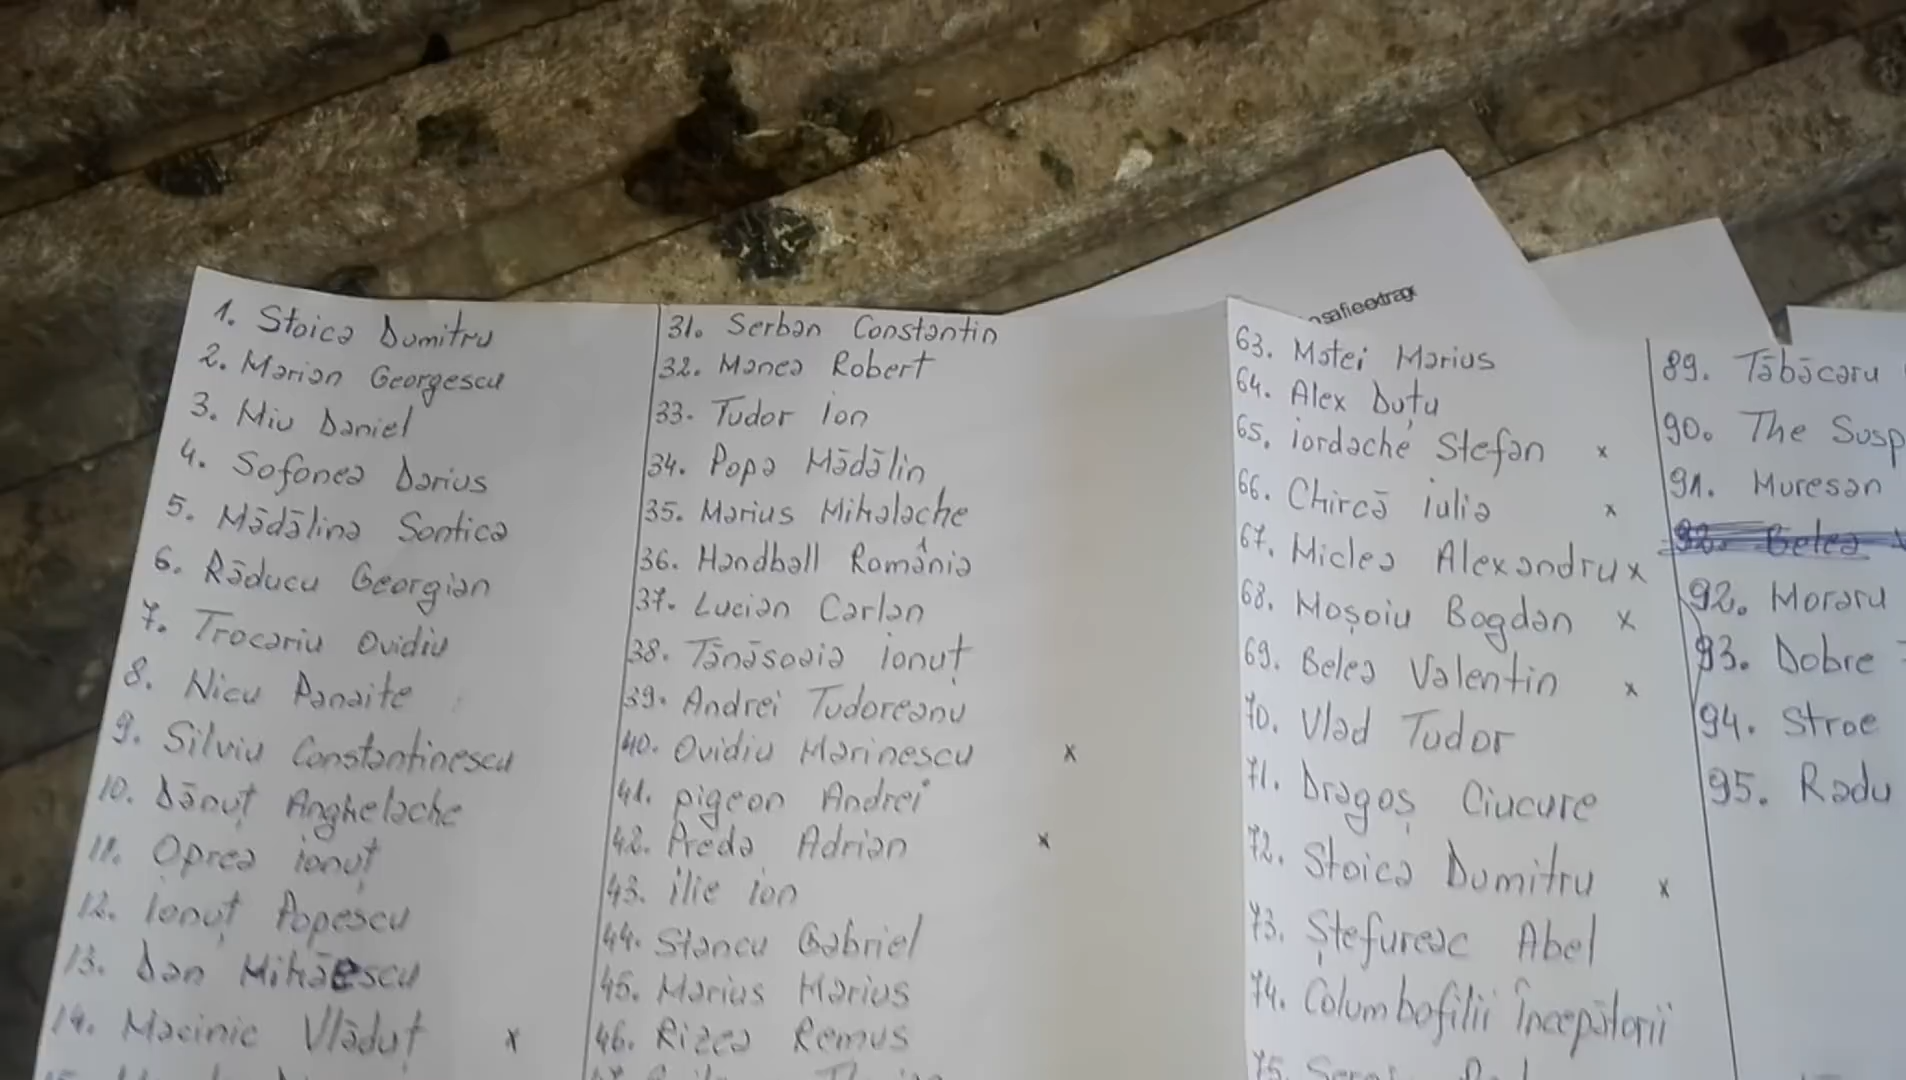 1. Stoica Dumitru
2. Marian Georgescu
3. Miu Daniel
4. Sofonea Darius
5. Mădălina Sontica
6. Răducu Georgian
7. Trocariu Ovidiu
8. Nicu Panaite
9. Silviu Constantinescu
10. Dănuț Anghelache
11. Oprea ionuț
12. Ionuț Popescu
13. Dan Mihăescu
14. Macinic Vlăduț x
31. Serban Constantin
32. Manea Robert
33. Tudor ion
34. Popa Mădălin
35. Marius Mihalache
36. Handball România
37. Lucian Carlan
38. Tănăsoaia ionuț
39. Andrei Tudoreanu
40. Ovidiu Marinescu x
41. pigeon Andrei
42. Preda Adrian x
43. ilie ion
44. Stancu Gabriel
45. Marius Marius
46. Rizea Remus
63. Matei Marius
64. Alex Duțu
65. iordache Stefan x
66. Chircă iulia x
67. Miclea Alexandru x
68. Moșoiu Bogdan x
69. Belea Valentin x
70. Vlad Tudor
71. Dragoș Ciucure
72. Stoica Dumitru x
73. Ștefureac Abel
74. Columbofilii Începătorii
75.
89. Tăbăcaru
90. The Susp
91. Muresan
92. Belea
92. Moraru
93. Dobre
94. Stroe
95. Radu